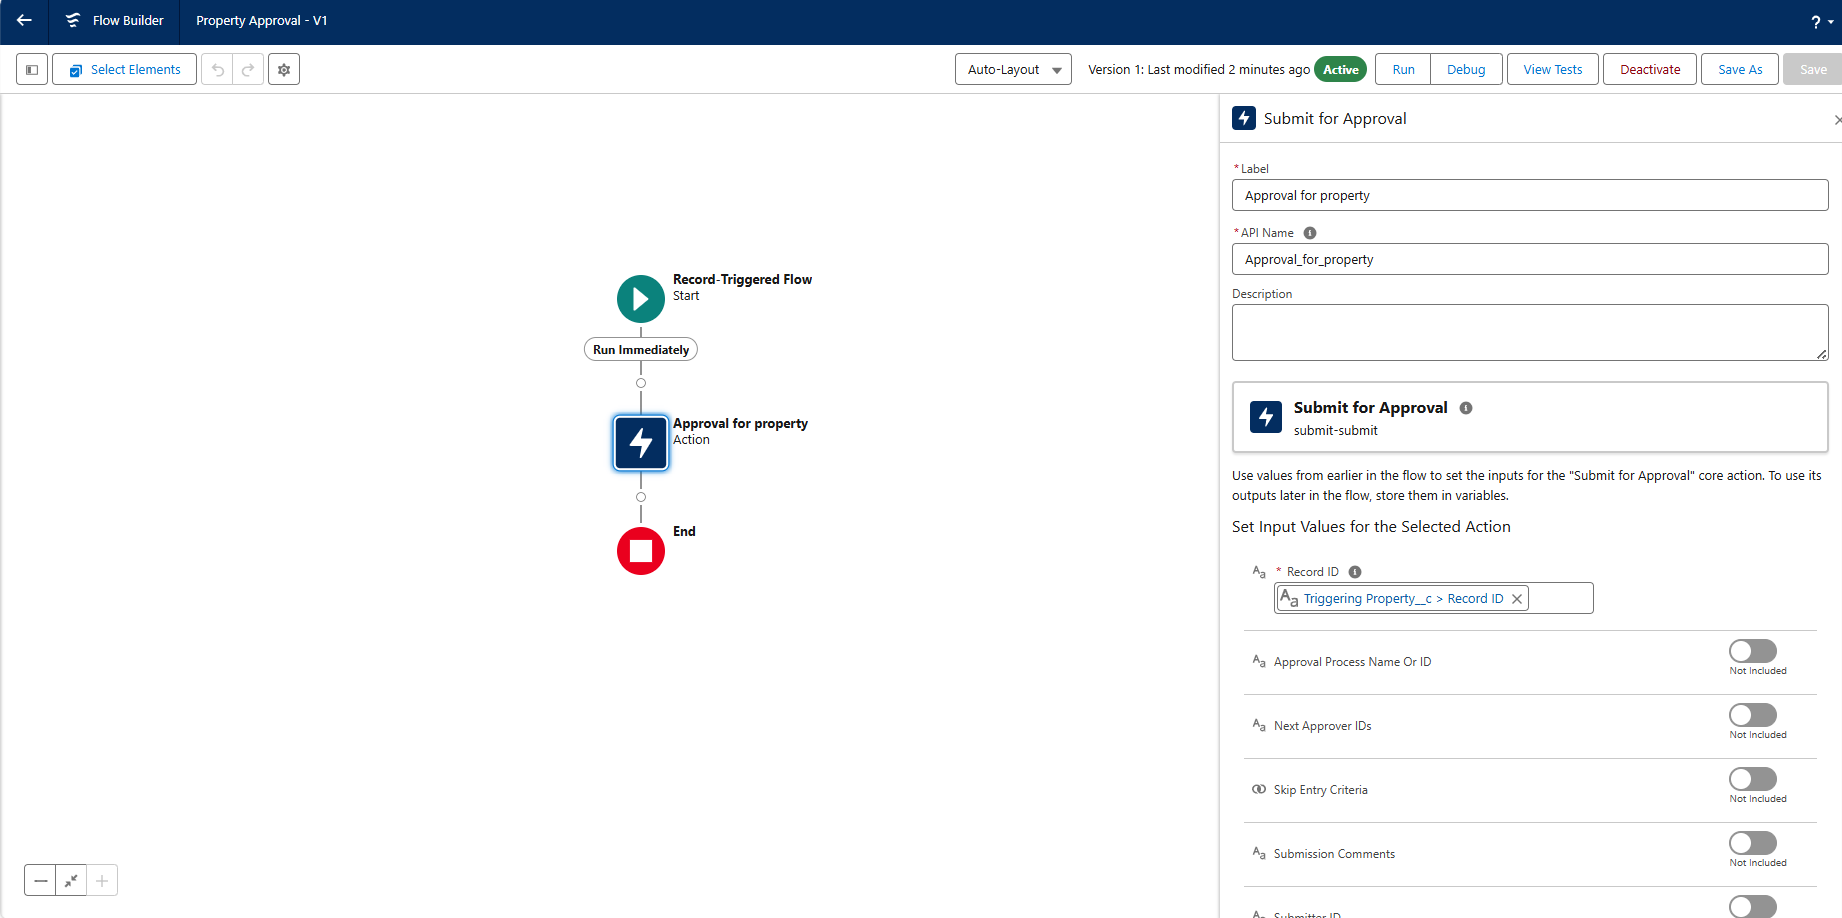 Flow Builder
Property Approval - V1
?
Select Elements
Auto-Layout
Version 1: Last modified 2 minutes ago
Active
Run
Debug
View Tests
Deactivate
Save As
Save
Submit for Approval
* Label
Approval for property
* API Name
Approval_for_property
Description
Submit for Approval
submit-submit
Use values from earlier in the flow to set the inputs for the "Submit for Approval" core action. To use its
outputs later in the flow, store them in variables.
Set Input Values for the Selected Action
Aa * Record ID
Aa Triggering Property__c > Record ID
Aa Approval Process Name Or ID
Not Included
Aa Next Approver IDs
Not Included
Skip Entry Criteria
Not Included
Aa Submission Comments
Not Included
Aa Submitter ID
Record-Triggered Flow
Start
Run Immediately
Approval for property
Action
End